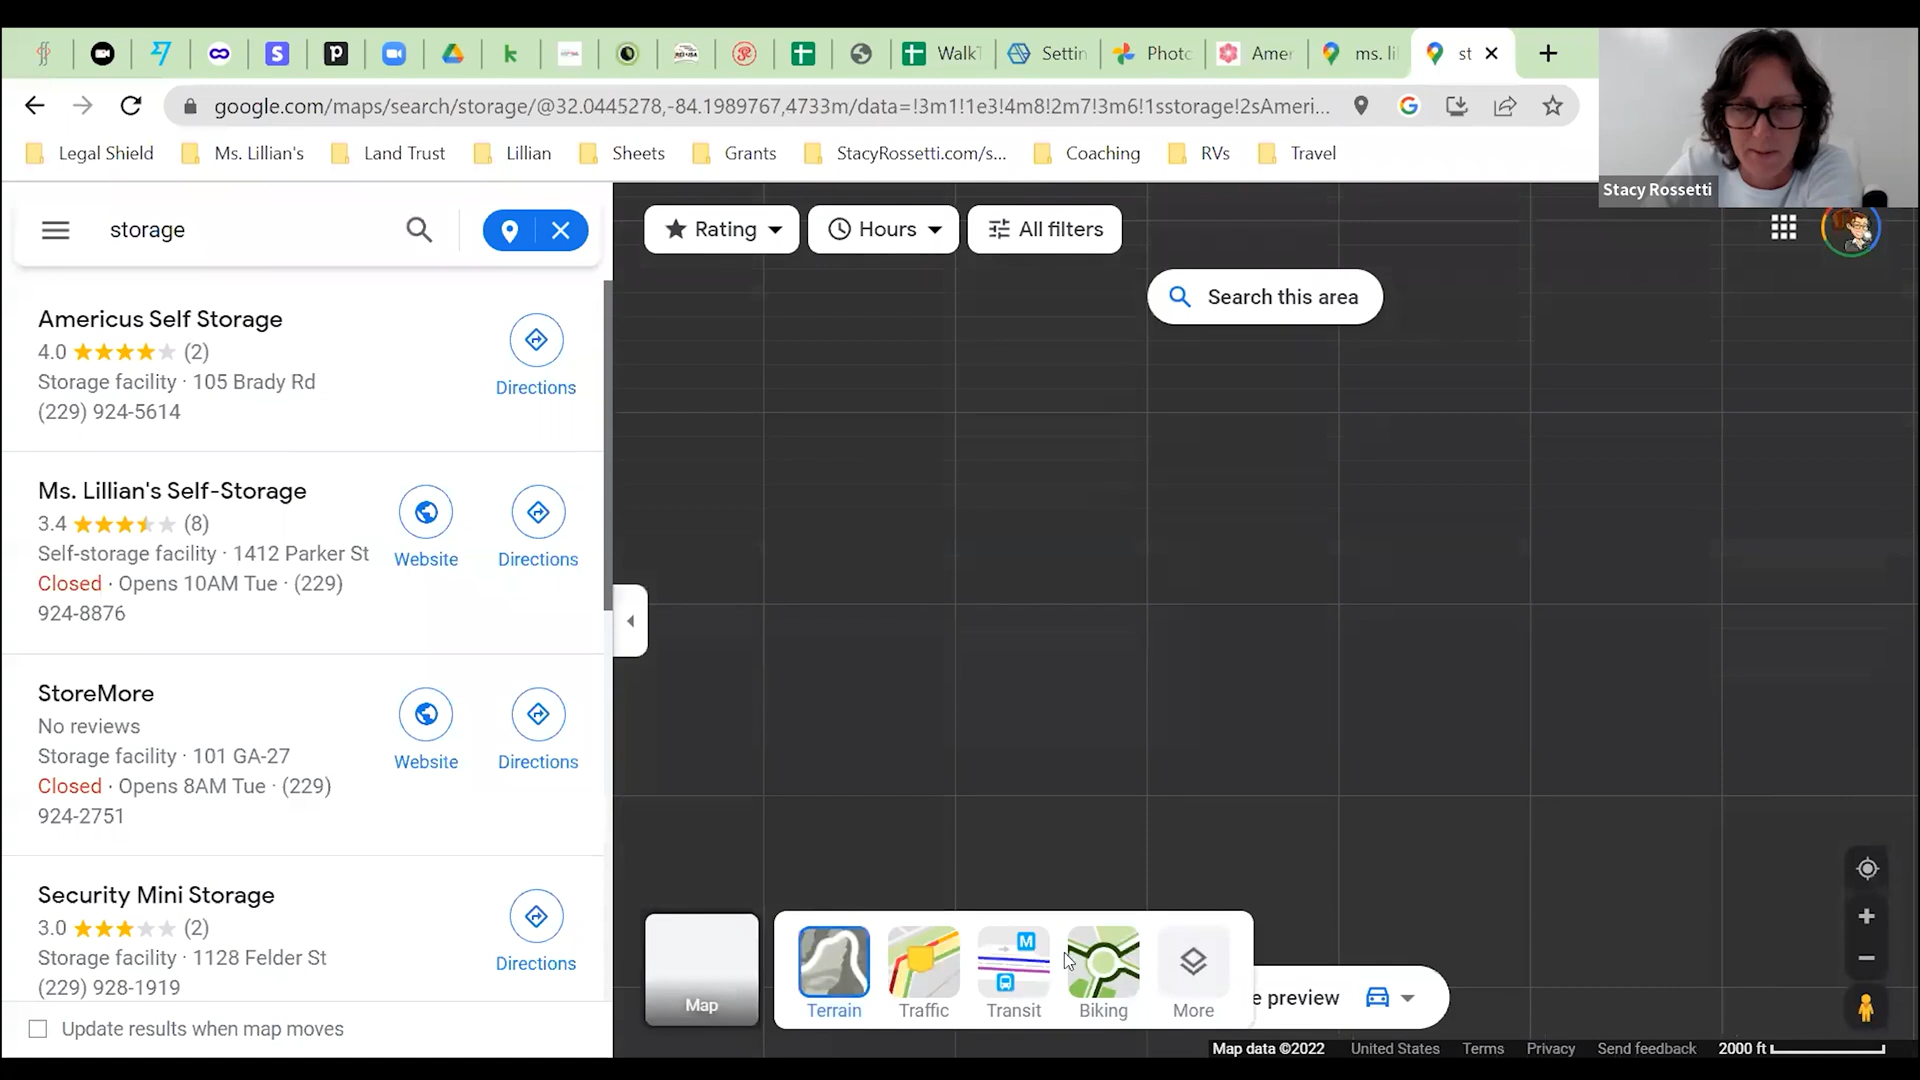 WalkT
Settin
Photo
Amer
ms. li
st
google.com/maps/search/storage/@32.0445278,-84.1989767,4733m/data=!3m1!1e3!4m8!2m7!3m6!1sstorage!2sAmeri...
Legal Shield
Ms. Lillian's
Land Trust
Lillian
Sheets
Grants
StacyRossetti.com/s...
Coaching
RVs
Travel
Stacy Rossetti
storage
Rating
Hours
All filters
Search this area
Americus Self Storage
4.0 (2)
Storage facility · 105 Brady Rd
(229) 924-5614
Directions
Ms. Lillian's Self-Storage
3.4 (8)
Self-storage facility · 1412 Parker St
Closed · Opens 10AM Tue · (229)
924-8876
Website
Directions
StoreMore
No reviews
Storage facility · 101 GA-27
Closed · Opens 8AM Tue · (229)
924-2751
Website
Directions
Security Mini Storage
3.0 (2)
Storage facility · 1128 Felder St
(229) 928-1919
Directions
Update results when map moves
Map
Terrain
Traffic
M
Transit
Biking
More
e preview
Map data ©2022
United States
Terms
Privacy
Send feedback
2000 ft